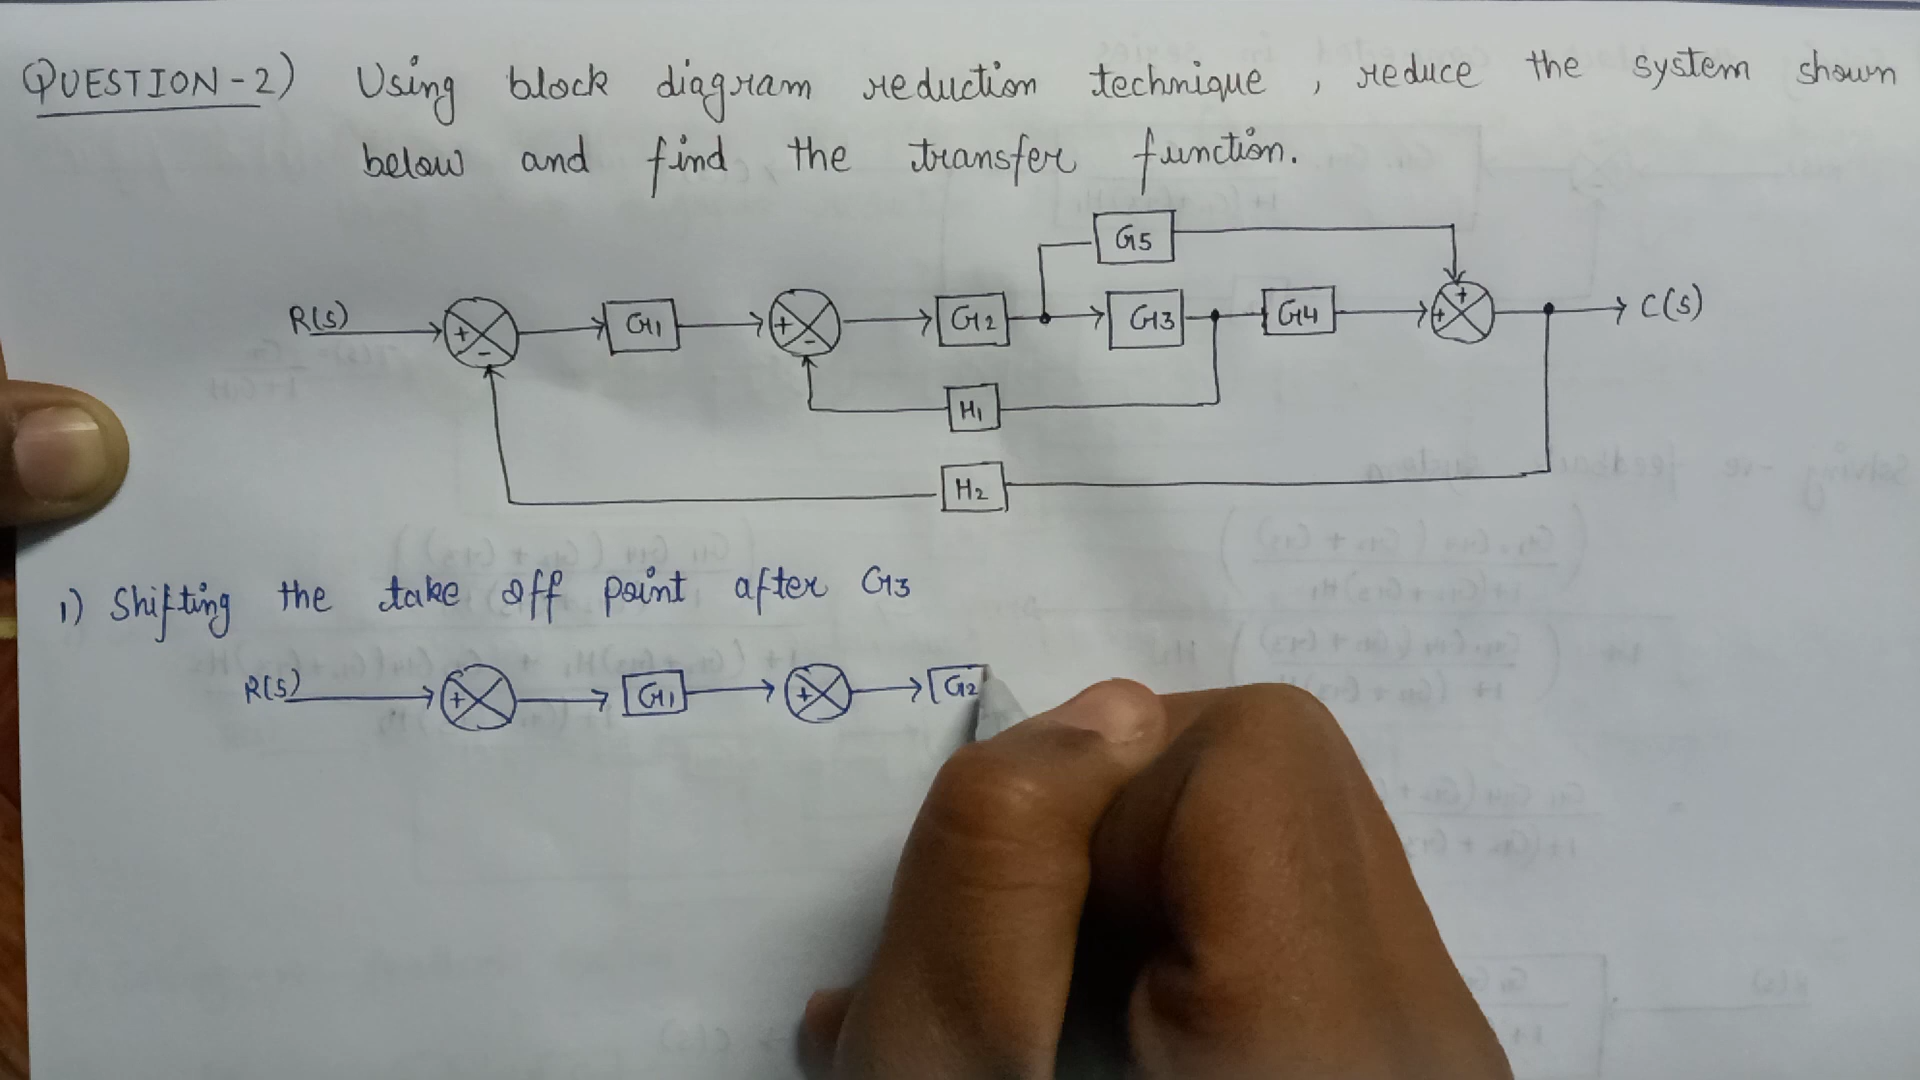 QUESTION-2) Using block diagram reduction technique, reduce the system shown
below and find the transfer function.
G5
R(s) + - G1 + - G2 G3 G4 + + C(s)
H1
H2
1) Shifting the take off point after G3
R(s) + G1 + G2